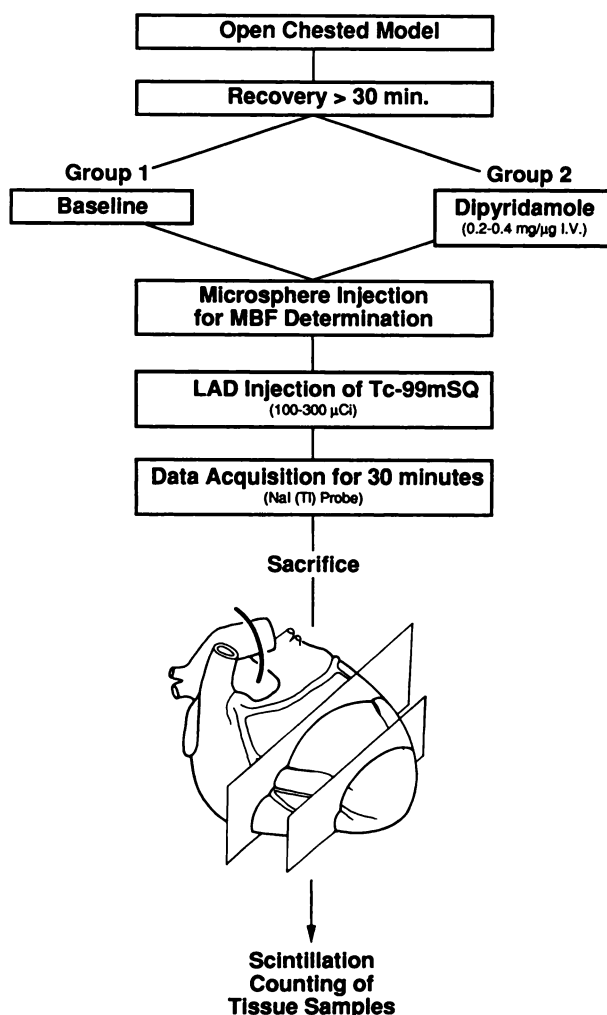 Open Chested Model
Recovery > 30 min.
Group 1
Group 2
Baseline
Dipyridamole
(0.2-0.4 mg/μg I.V.)
Microsphere Injection
for MBF Determination
LAD Injection of Tc-99mSQ
(100-300 μCi)
Data Acquisition for 30 minutes
(NaI (Tl) Probe)
Sacrifice
Scintillation
Counting of
Tissue Samples